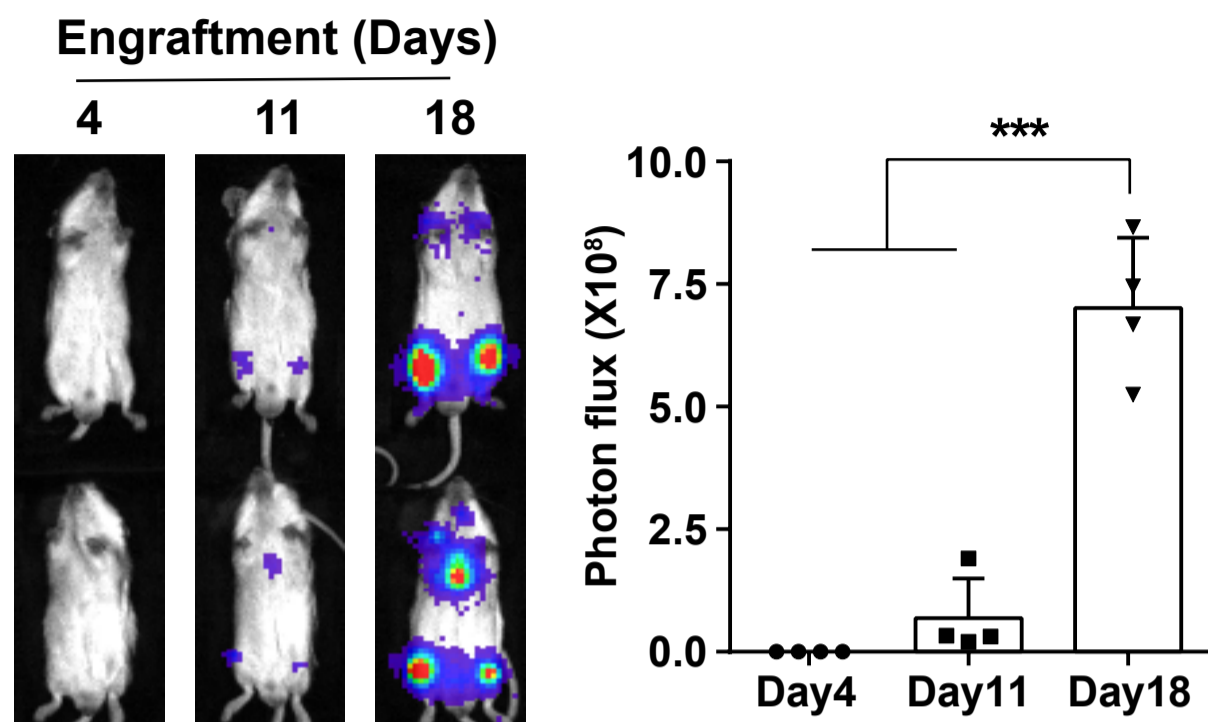 Engraftment (Days)
4 11 18
***
Photon flux (X10⁸)
10.0
7.5
5.0
2.5
0.0
Day4 Day11 Day18